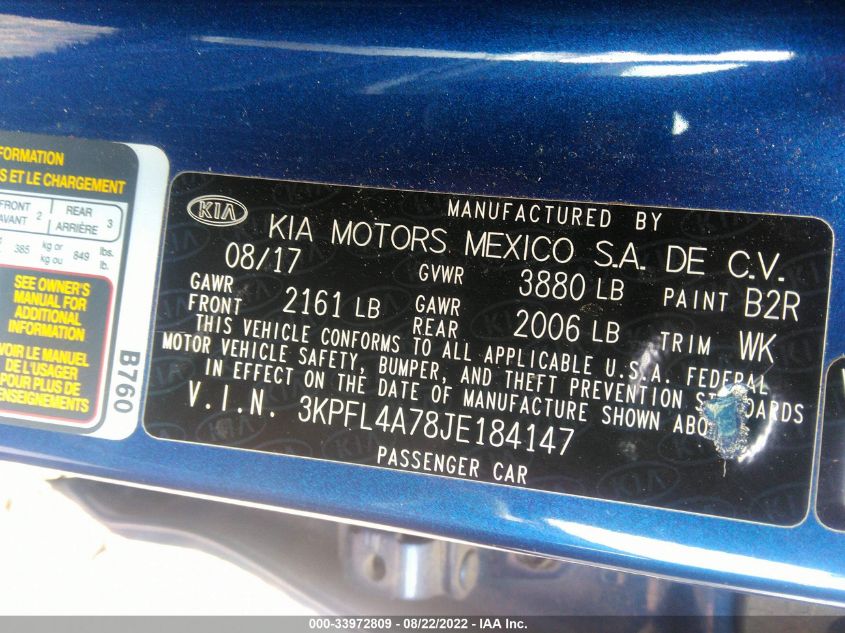 FORMATION
S ET LE CHARGEMENT
FRONT 2 REAR 3
AVANT ARRIÈRE
385 kg or 849 lbs.
kg ou lb.
SEE OWNER'S
MANUAL FOR
ADDITIONAL
INFORMATION
VOIR LE MANUEL
DE L'USAGER
POUR PLUS DE
RENSEIGNEMENTS
B760
KIA
MANUFACTURED BY
KIA MOTORS MEXICO S.A. DE C.V.
08/17 GVWR 3880 LB PAINT B2R
GAWR
FRONT 2161 LB GAWR
REAR 2006 LB TRIM WK
THIS VEHICLE CONFORMS TO ALL APPLICABLE U.S.A. FEDERAL
MOTOR VEHICLE SAFETY, BUMPER, AND THEFT PREVENTION ST ARDS
IN EFFECT ON THE DATE OF MANUFACTURE SHOWN ABO
V.I.N. 3KPFL4A78JE184147
PASSENGER CAR
000-33972809 - 08/22/2022 - IAA Inc.